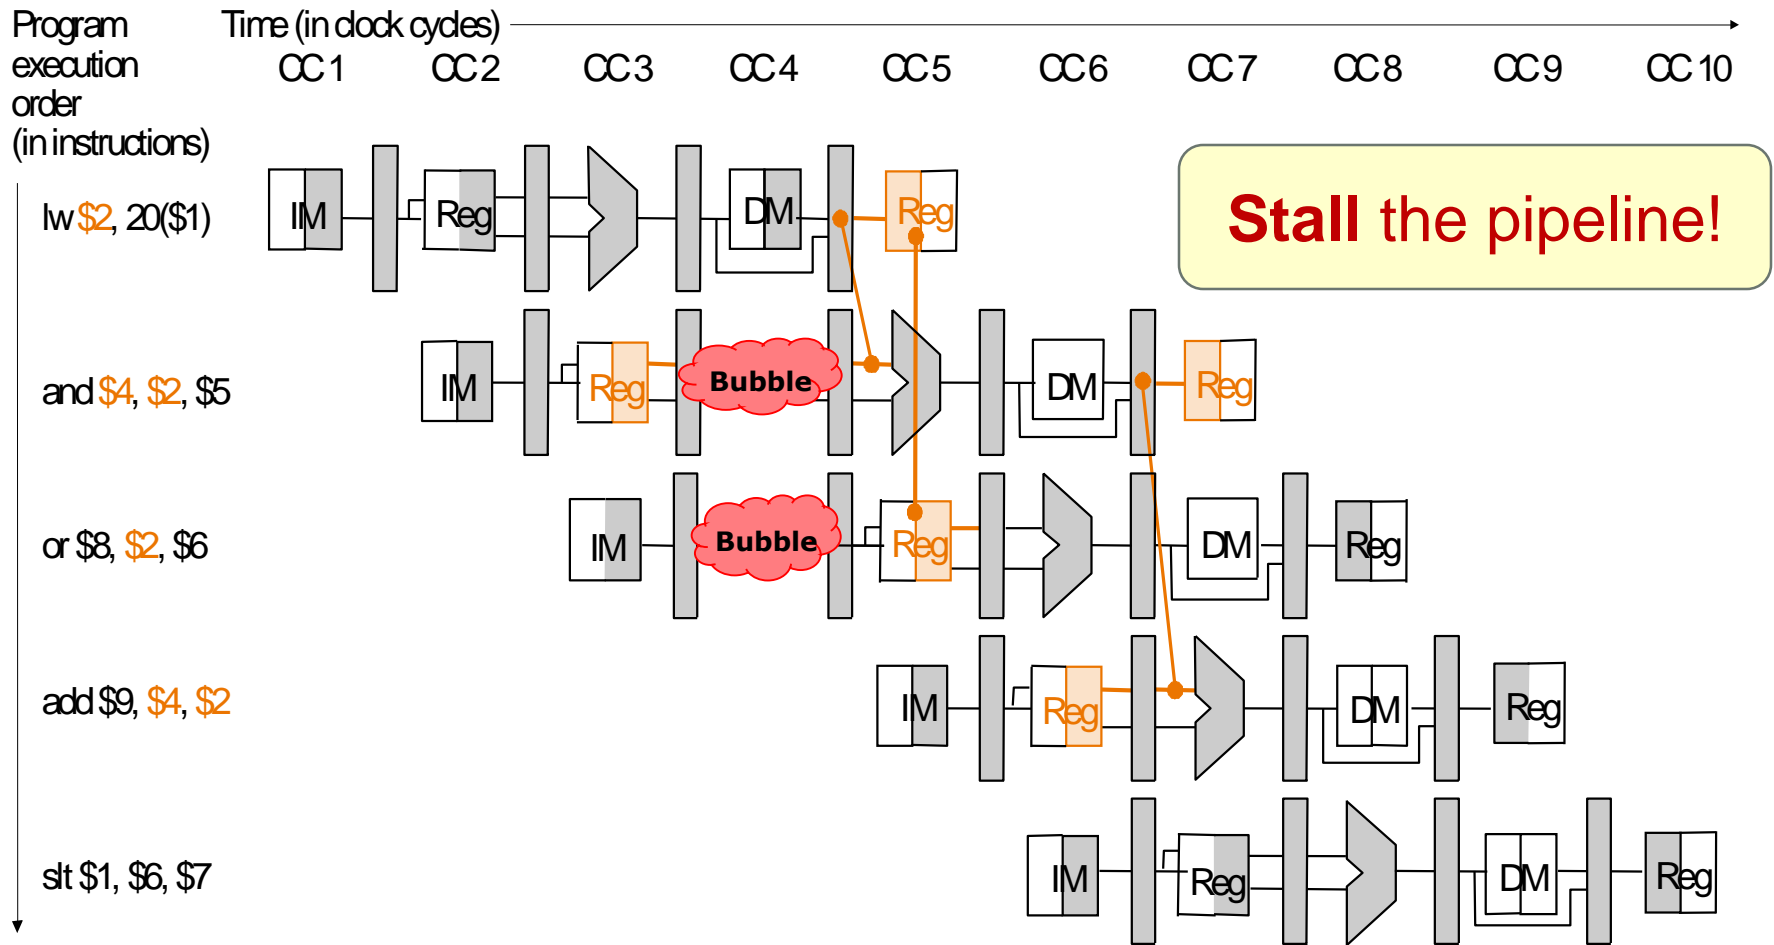 Program
execution
order
(in instructions)
Time (in clock cycles)
CC 1 CC 2 CC 3 CC 4 CC 5 CC 6 CC 7 CC 8 CC 9 CC 10
Stall the pipeline!
lw $2, 20($1) IM Reg DM Reg
and $4, $2, $5 IM Reg Bubble DM Reg
or $8, $2, $6 IM Bubble Reg DM Reg
add $9, $4, $2 IM Reg DM Reg
slt $1, $6, $7 IM Reg DM Reg